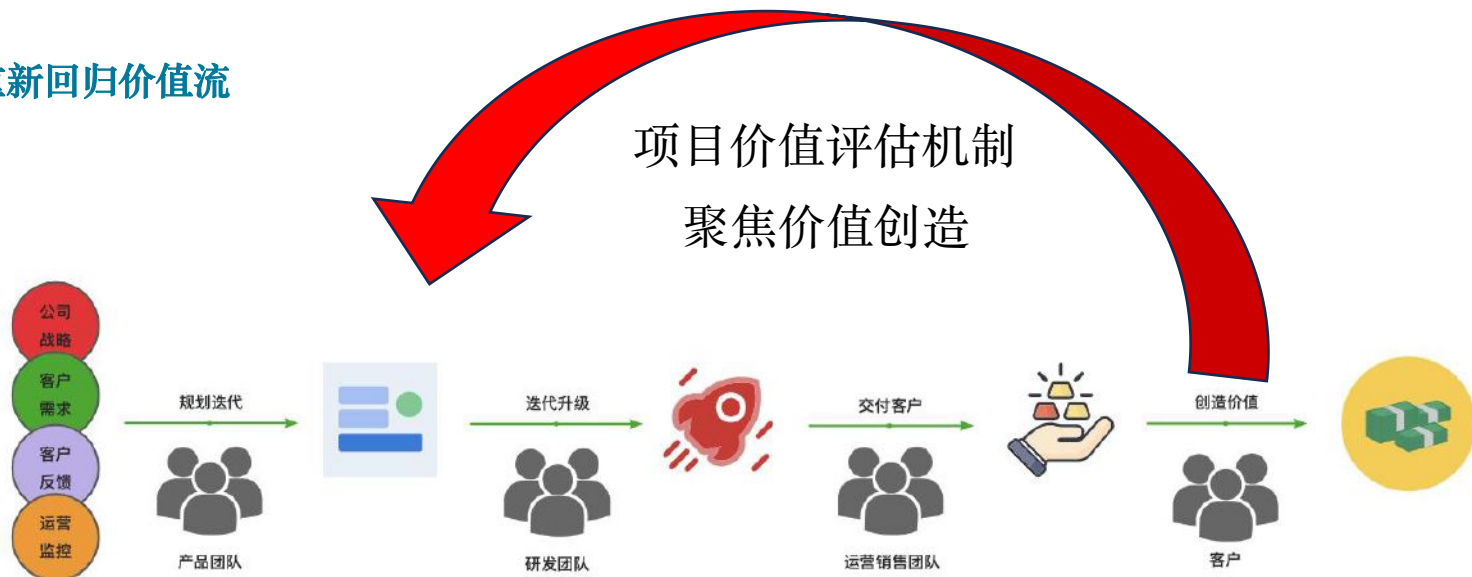 新回归价值流
项目价值评估机制
聚焦价值创造
公司
战略
客户
需求
客户
反馈
运营
监控
规划迭代
产品团队
迭代升级
研发团队
交付客户
运营销售团队
创造价值
客户